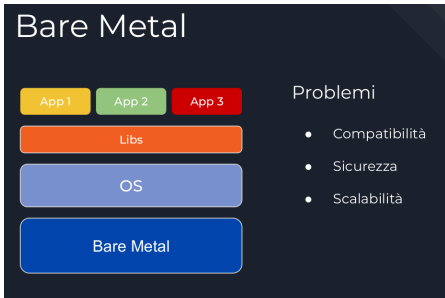 Bare Metal
App 1 App 2 App 3
Libs
OS
Bare Metal
Problemi
● Compatibilità
● Sicurezza
● Scalabilità